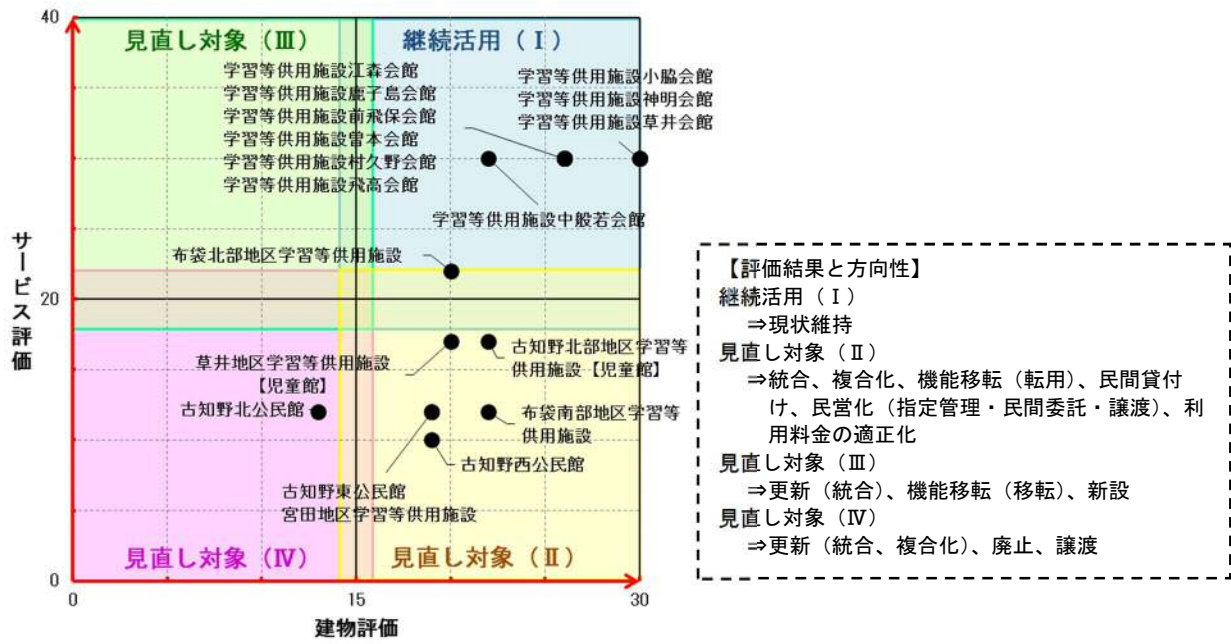 40
見直し対象(Ⅲ)
継続活用(Ⅰ)
学習等供用施設江森会館
学習等供用施設鹿子島会館
学習等供用施設前飛保会館
学習等供用施設曽本会館
学習等供用施設村久野会館
学習等供用施設飛高会館
学習等供用施設小脇会館
学習等供用施設神明会館
学習等供用施設草井会館
学習等供用施設中般若会館
布袋北部地区学習等供用施設
サービス評価
20
草井地区学習等供用施設
【児童館】
古知野北部地区学習等
供用施設【児童館】
古知野北公民館
布袋南部地区学習等
供用施設
古知野西公民館
古知野東公民館
宮田地区学習等供用施設
見直し対象(Ⅳ)
見直し対象(Ⅱ)
0
0
15
30
建物評価
【評価結果と方向性】
継続活用(Ⅰ)
⇒現状維持
見直し対象(Ⅱ)
⇒統合、複合化、機能移転(転用)、民間貸付
け、民営化(指定管理・民間委託・譲渡)、利
用料金の適正化
見直し対象(Ⅲ)
⇒更新(統合)、機能移転(移転)、新設
見直し対象(Ⅳ)
⇒更新(統合、複合化)、廃止、譲渡